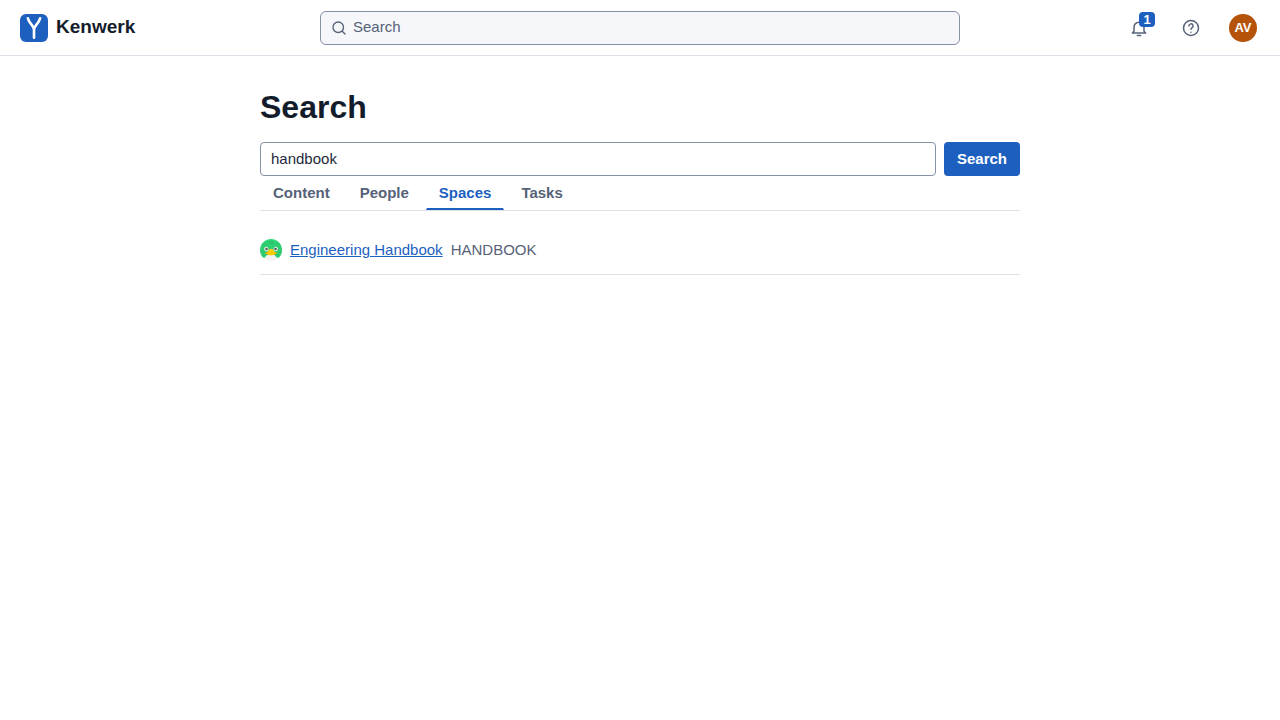 Kenwerk
Search
1
AV
Search
handbook
Search
Content
People
Spaces
Tasks
Engineering Handbook HANDBOOK